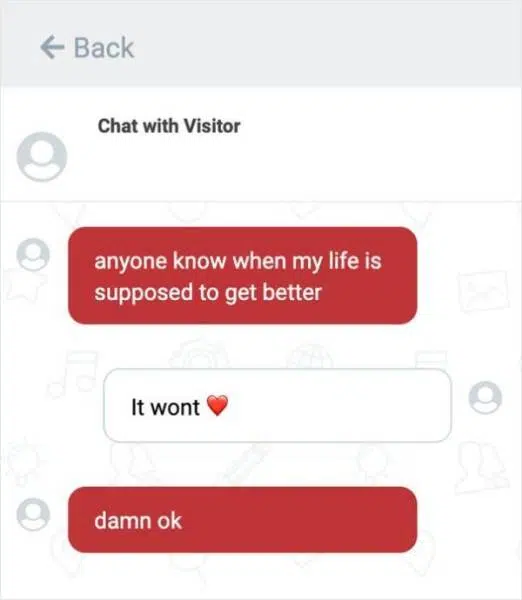 Back
Chat with Visitor
anyone know when my life is
supposed to get better
It wont ❤️
damn ok